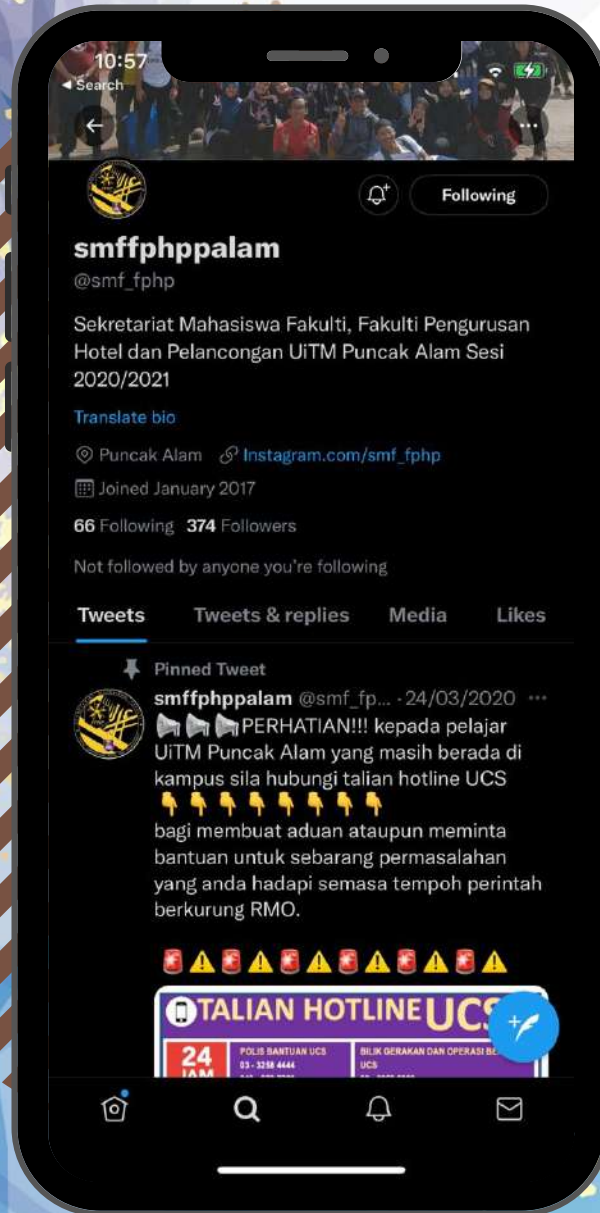 10:57
◀ Search
Following
smffphppalam
@smf_fphp
Sekretariat Mahasiswa Fakulti, Fakulti Pengurusan
Hotel dan Pelancongan UiTM Puncak Alam Sesi
2020/2021
Translate bio
Puncak Alam Instagram.com/smf_fphp
Joined January 2017
66 Following 374 Followers
Not followed by anyone you're following
Tweets Tweets & replies Media Likes
Pinned Tweet
smffphppalam @smf_fp... · 24/03/2020
📢📢📢PERHATIAN!!! kepada pelajar
UiTM Puncak Alam yang masih berada di
kampus sila hubungi talian hotline UCS
👇👇👇👇👇👇👇👇
bagi membuat aduan ataupun meminta
bantuan untuk sebarang permasalahan
yang anda hadapi semasa tempoh perintah
berkurung RMO.
🚨⚠️🚨⚠️🚨⚠️🚨⚠️🚨⚠️🚨⚠️
TALIAN HOTLINE UCS
24
JAM
POLIS BANTUAN UCS
03 - 3258 4444
BILIK GERAKAN DAN OPERASI
UCS